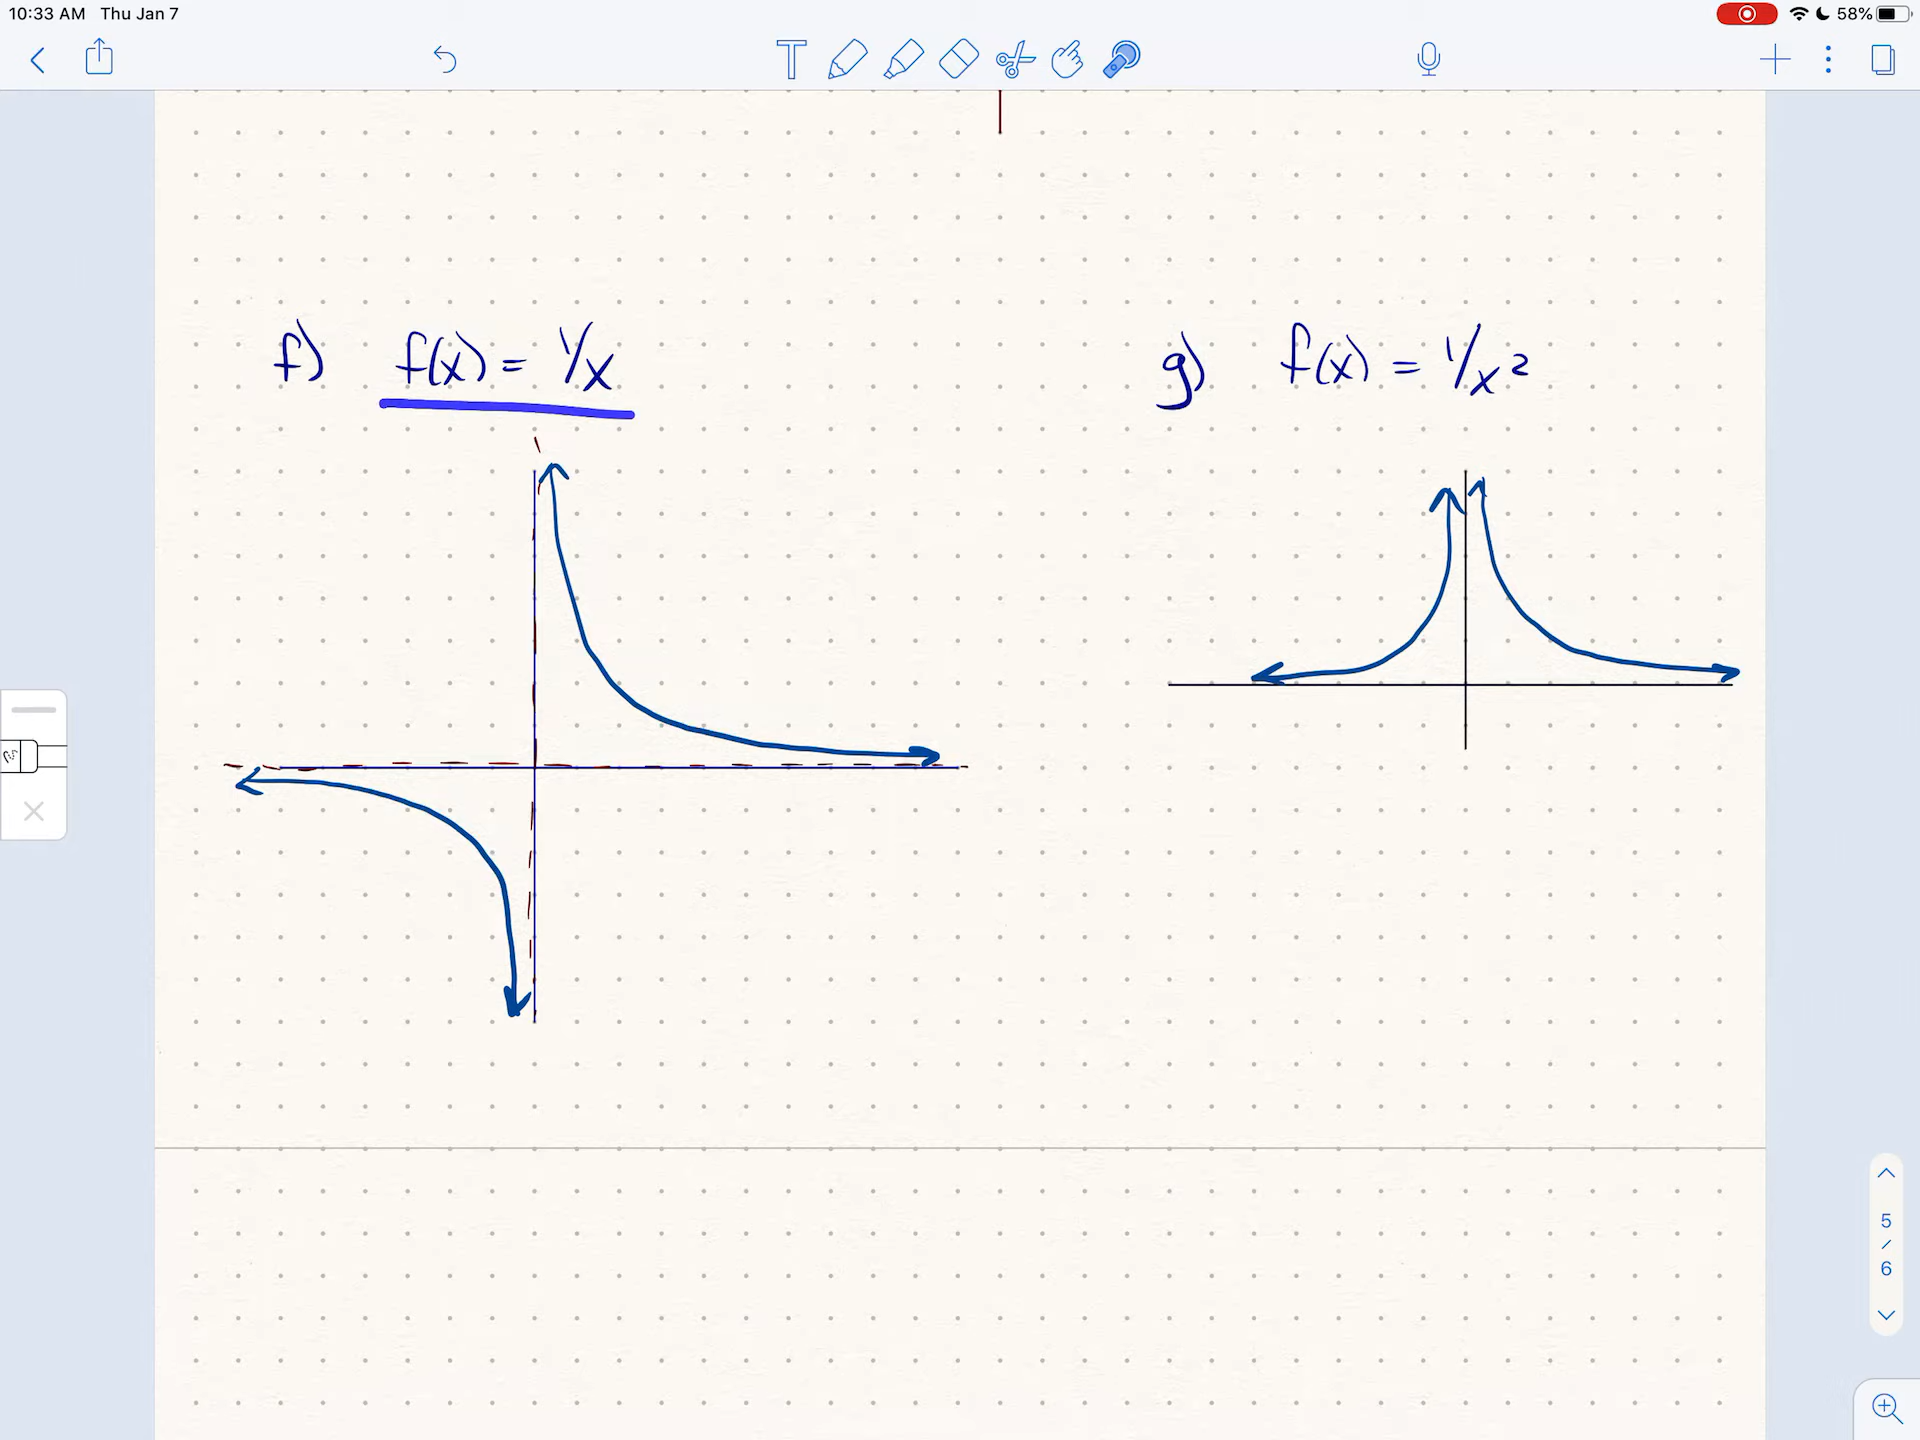 10:33 AM Thu Jan 7
58%
T
f) f(x) = 1/x
g) f(x) = 1/x²
5
/
6